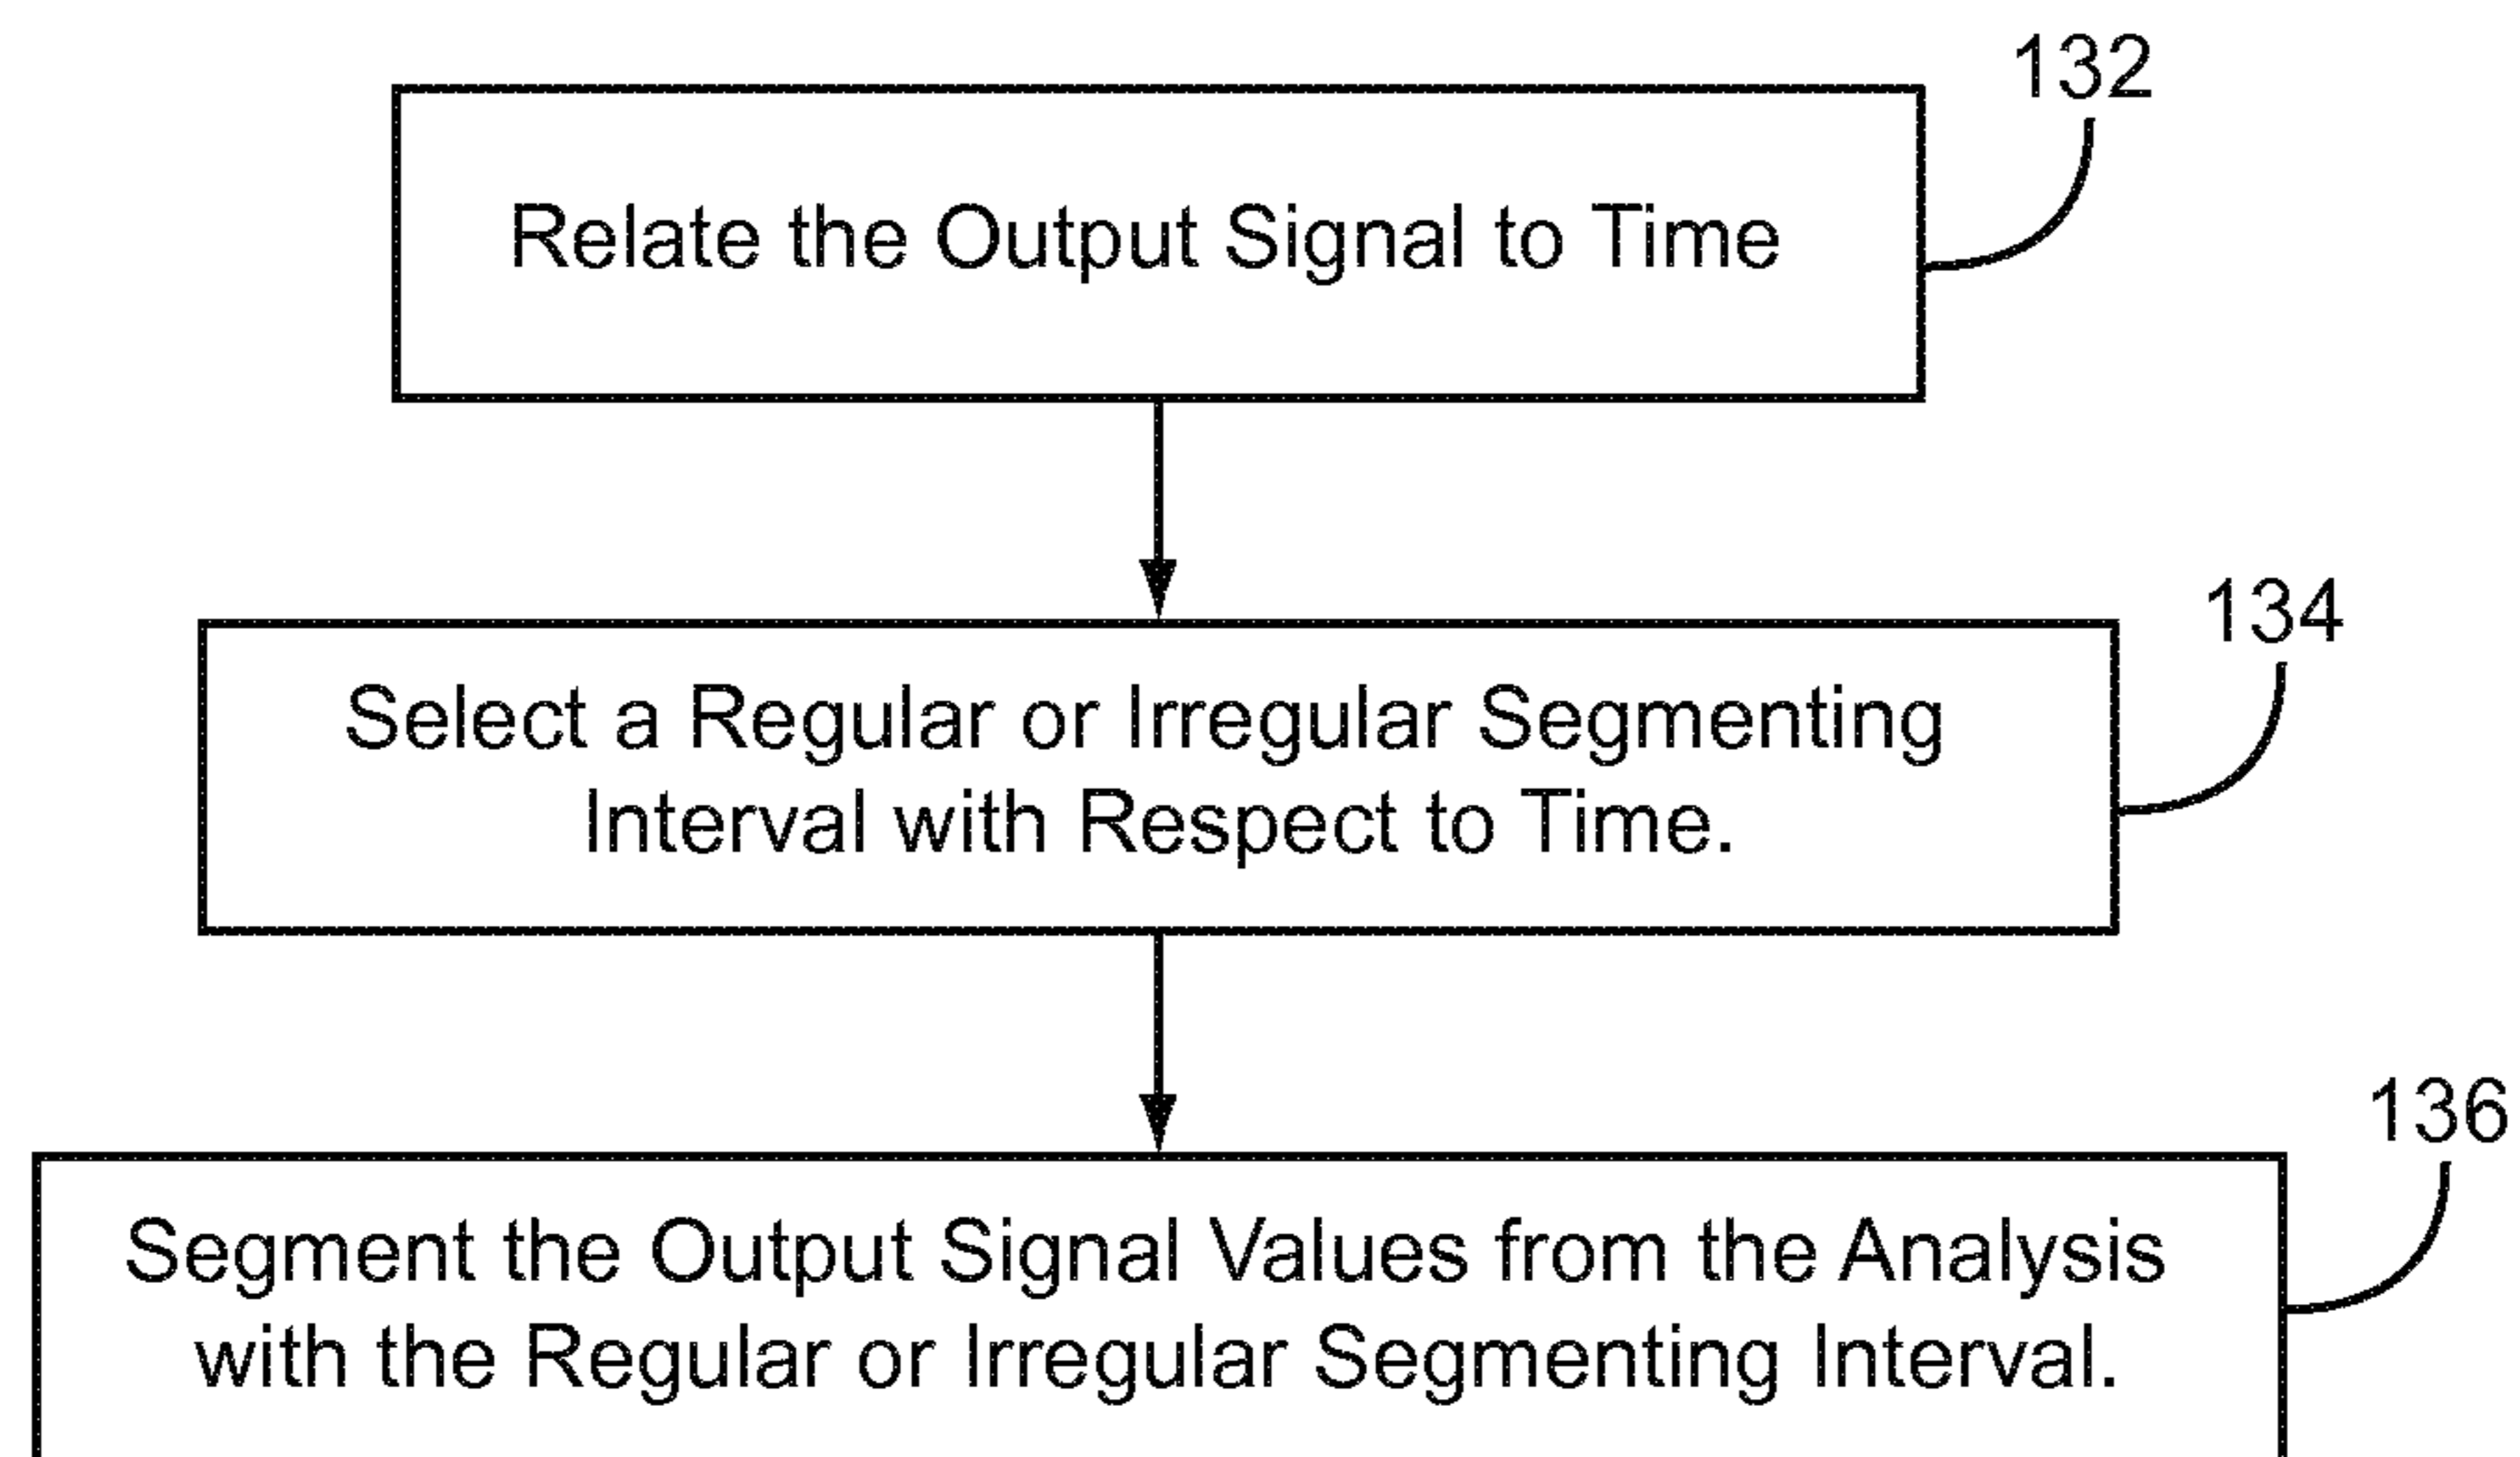 132
Relate the Output Signal to Time
134
Select a Regular or Irregular Segmenting
Interval with Respect to Time.
136
Segment the Output Signal Values from the Analysis
with the Regular or Irregular Segmenting Interval.